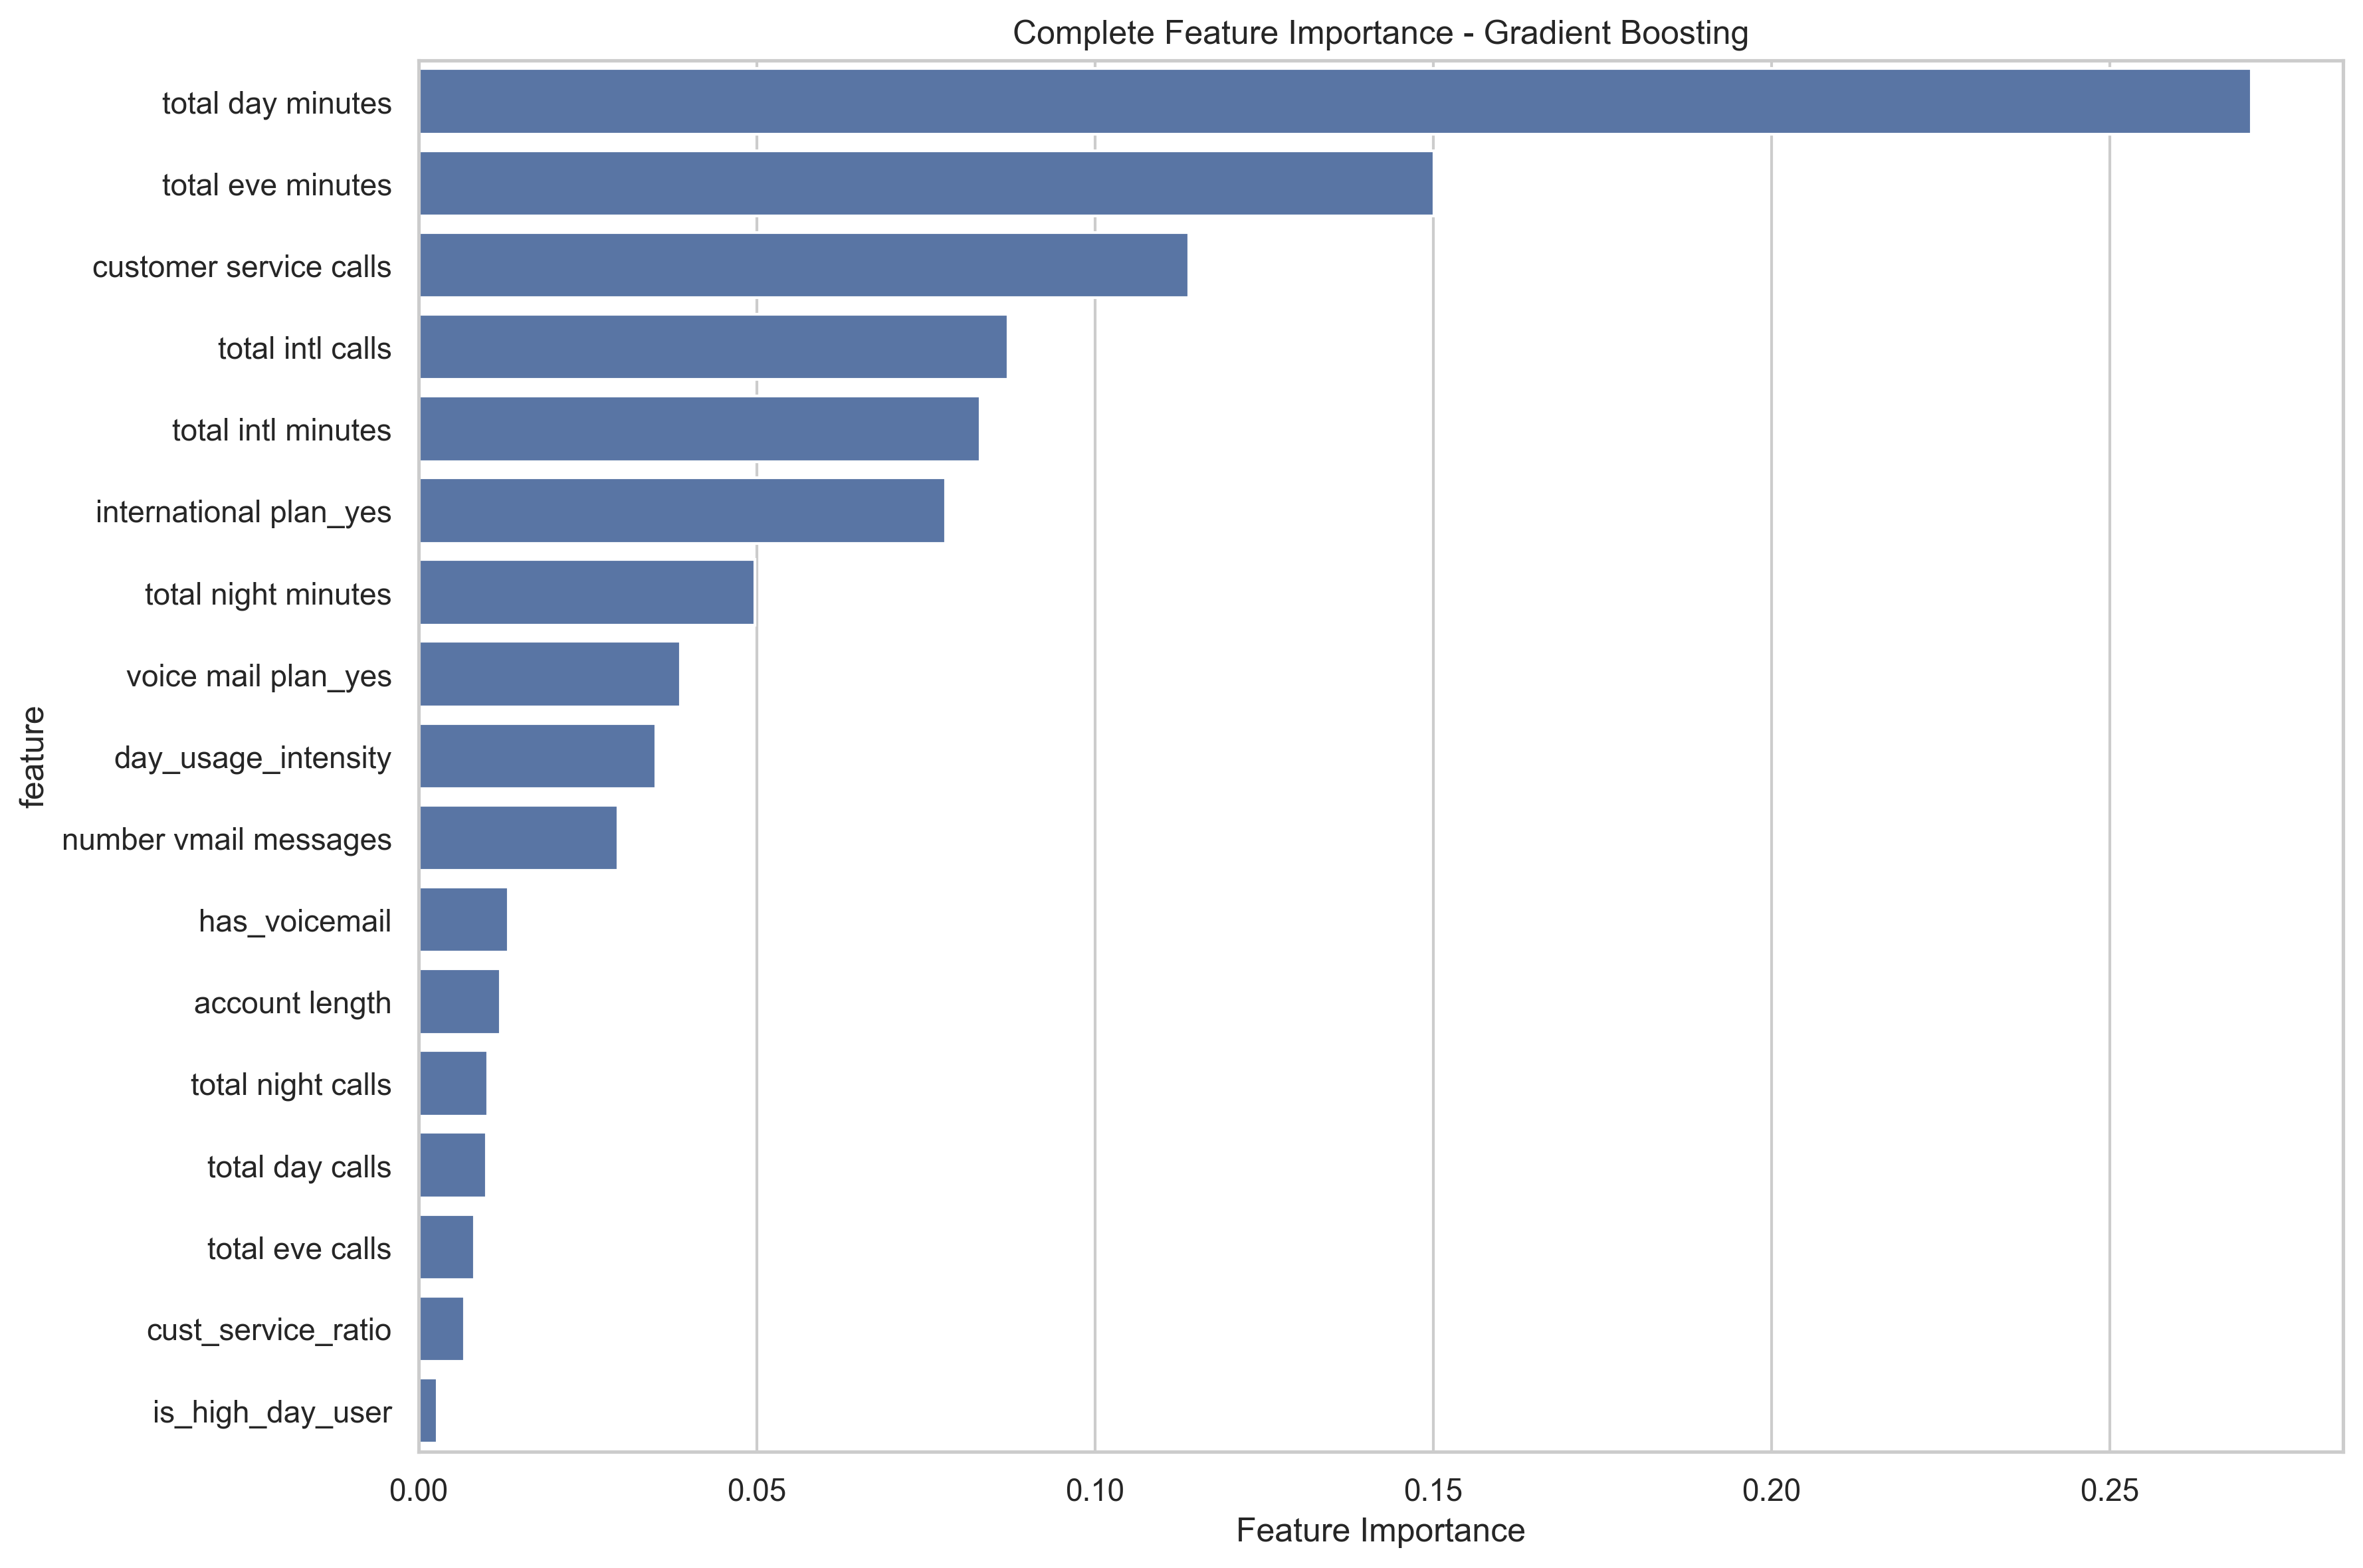 Complete Feature Importance - Gradient Boosting
total day minutes
total eve minutes
customer service calls
total intl calls
total intl minutes
international plan_yes
total night minutes
voice mail plan_yes
day_usage_intensity
number vmail messages
has_voicemail
account length
total night calls
total day calls
total eve calls
cust_service_ratio
is_high_day_user
feature
0.00 0.05 0.10 0.15 0.20 0.25
Feature Importance